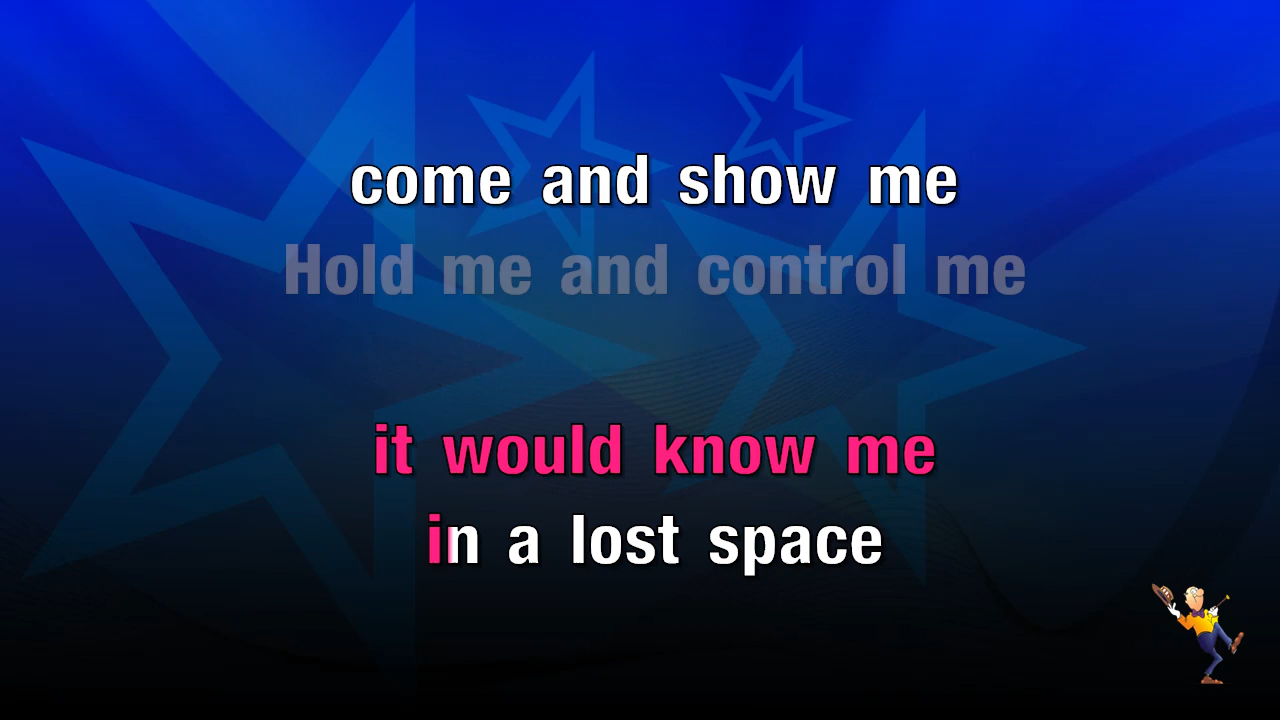 come and show me
Hold me and control me
it would know me
in a lost space